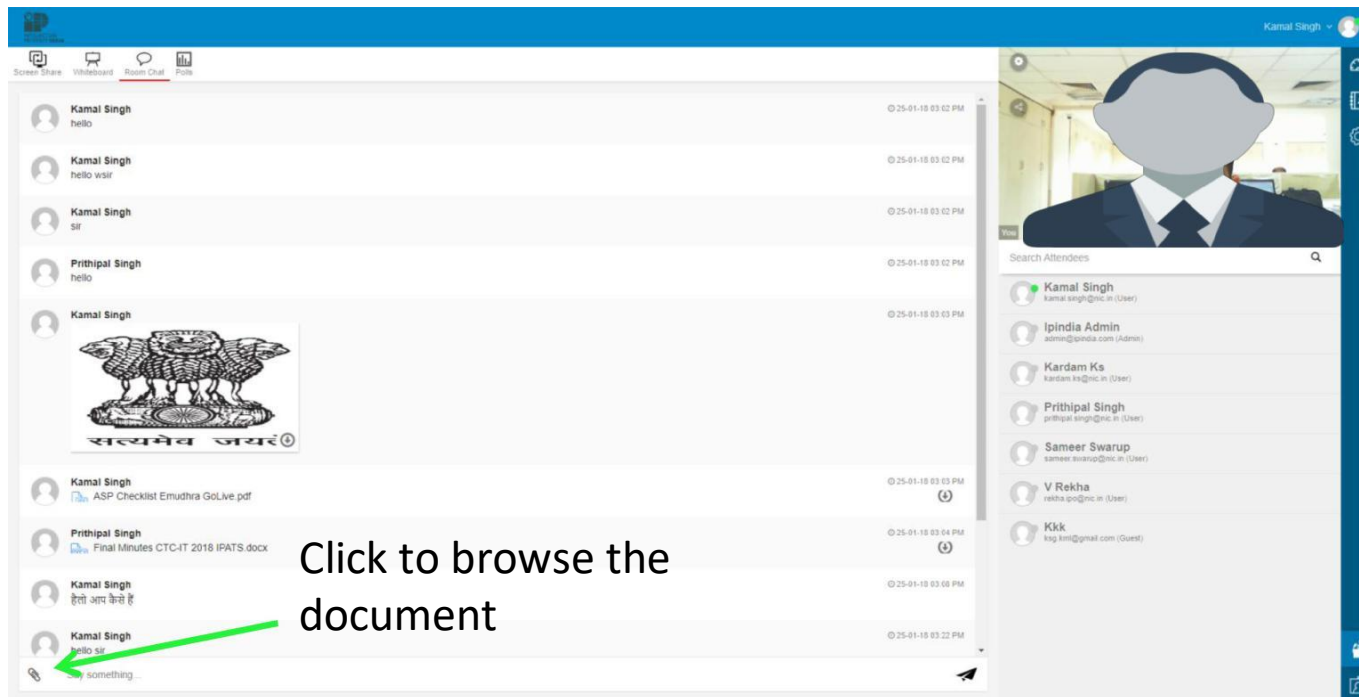 Kamal Singh
Screen Share
Whiteboard
Room Chat
Polls
Kamal Singh
25-01-18 03:02 PM
hello
Kamal Singh
25-01-18 03:02 PM
hello wsir
Kamal Singh
25-01-18 03:02 PM
sir
Prithipal Singh
25-01-18 03:02 PM
hello
Kamal Singh
25-01-18 03:03 PM
सत्यमेव जयते
Kamal Singh
25-01-18 03:03 PM
ASP Checklist Emudhra GoLive.pdf
Prithipal Singh
25-01-18 03:04 PM
Final Minutes CTC-IT 2018 IPATS.docx
Kamal Singh
25-01-18 03:08 PM
हैलो आप कैसे हैं
Kamal Singh
25-01-18 03:22 PM
hello sir
something...
Click to browse the
document
You
Search Attendees
Kamal Singh
kamal.singh@nic.in (User)
Ipindia Admin
admin@ipindia.com (Admin)
Kardam Ks
kardam.ks@nic.in (User)
Prithipal Singh
prithipal.singh@nic.in (User)
Sameer Swarup
sameer.swarup@nic.in (User)
V Rekha
rekha.ipo@nic.in (User)
Kkk
ksg.kml@gmail.com (Guest)